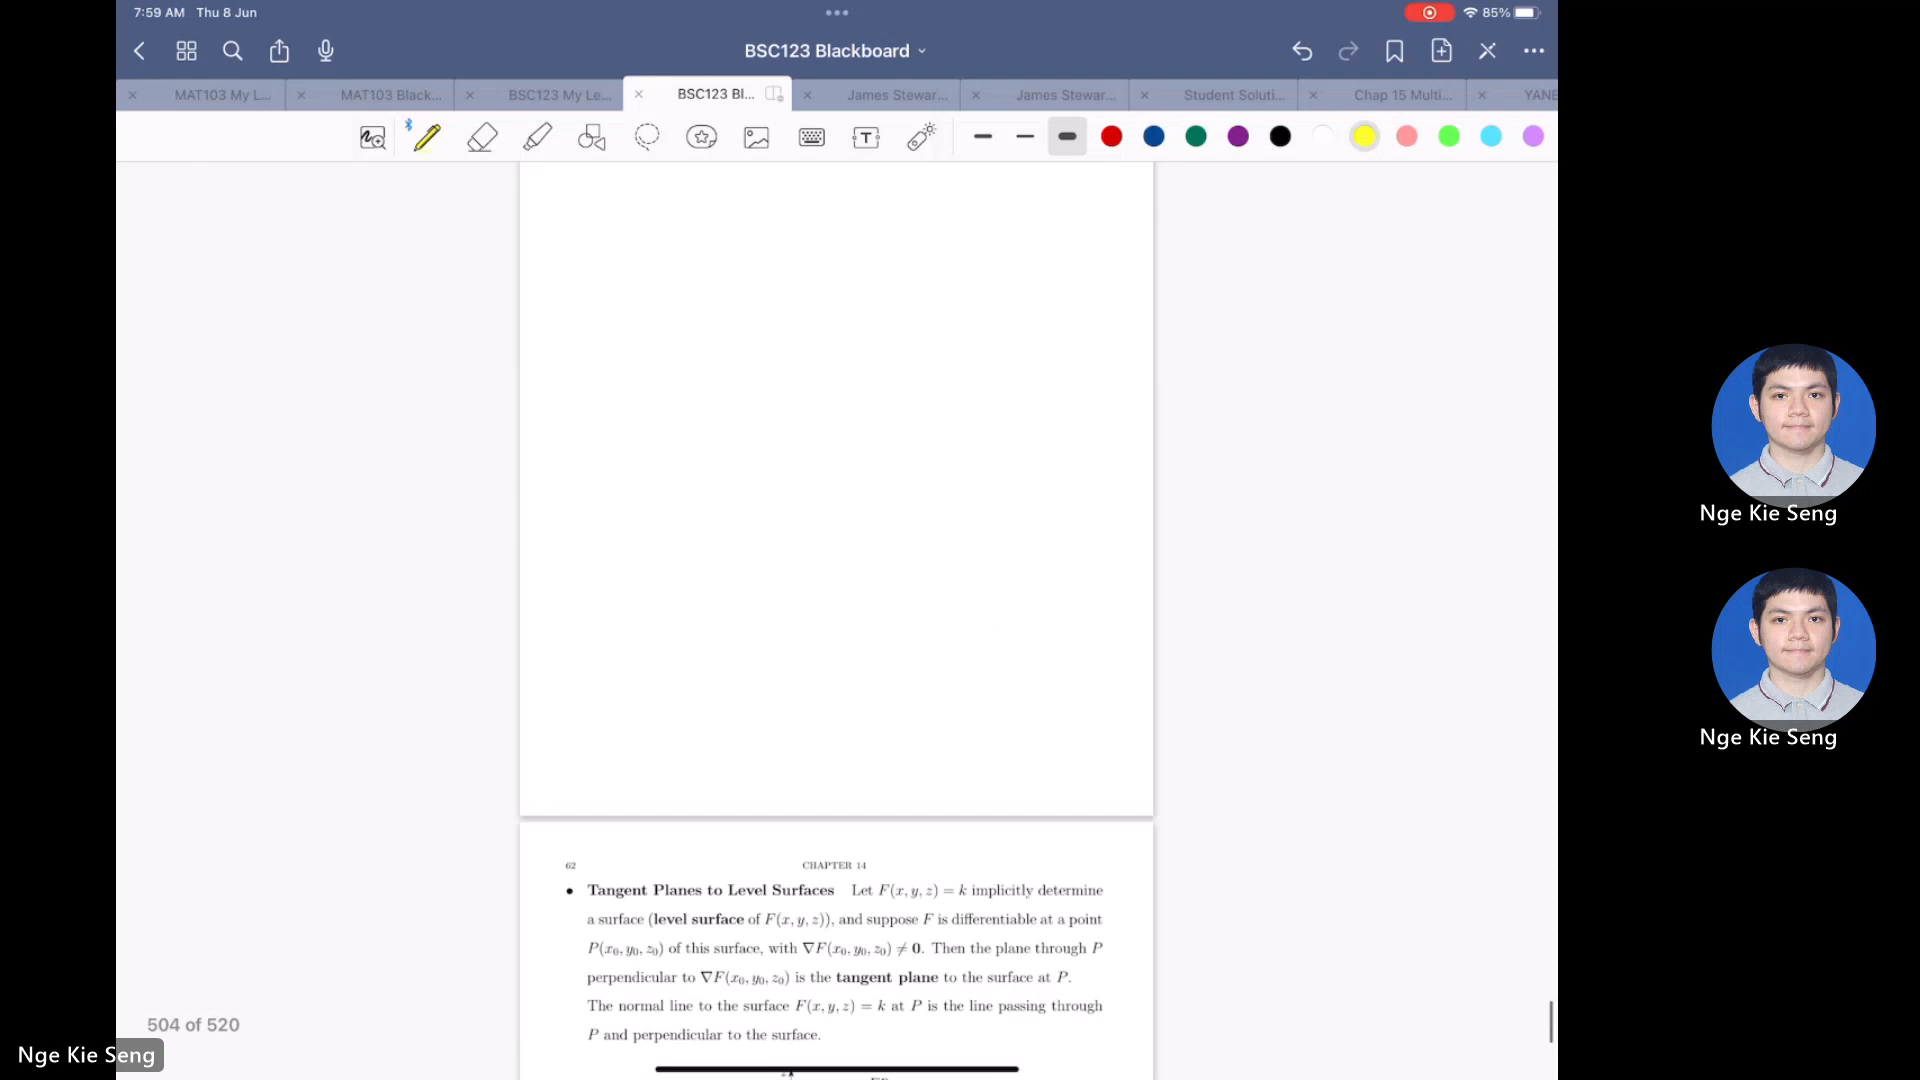 7:59 AM Thu 8 Jun
85%
BSC123 Blackboard
MAT103 My L...
MAT103 Black...
BSC123 My Le...
BSC123 Bl...
James Stewar...
James Stewar...
Student Soluti...
Chap 15 Multi...
YANE
T
62 CHAPTER 14
• Tangent Planes to Level Surfaces Let F(x, y, z) = k implicitly determine
a surface (level surface of F(x, y, z)), and suppose F is differentiable at a point
P(x₀, y₀, z₀) of this surface, with ∇F(x₀, y₀, z₀) ≠ 0. Then the plane through P
perpendicular to ∇F(x₀, y₀, z₀) is the tangent plane to the surface at P.
The normal line to the surface F(x, y, z) = k at P is the line passing through
P and perpendicular to the surface.
504 of 520
Nge Kie Seng
Nge Kie Seng
Nge Kie Seng